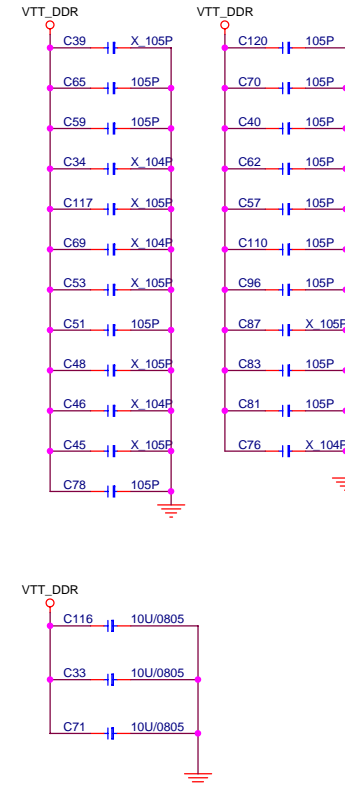 VTT_DDR
C39 X_105P
C65 105P
C59 105P
C34 X_104P
C117 X_105P
C69 X_104P
C53 X_105P
C51 105P
C48 X_105P
C46 X_104P
C45 X_105P
C78 105P
VTT_DDR
C120 105P
C70 105P
C40 105P
C62 105P
C57 105P
C110 105P
C96 105P
C87 X_105P
C83 105P
C81 105P
C76 X_104P
VTT_DDR
C116 10U/0805
C33 10U/0805
C71 10U/0805